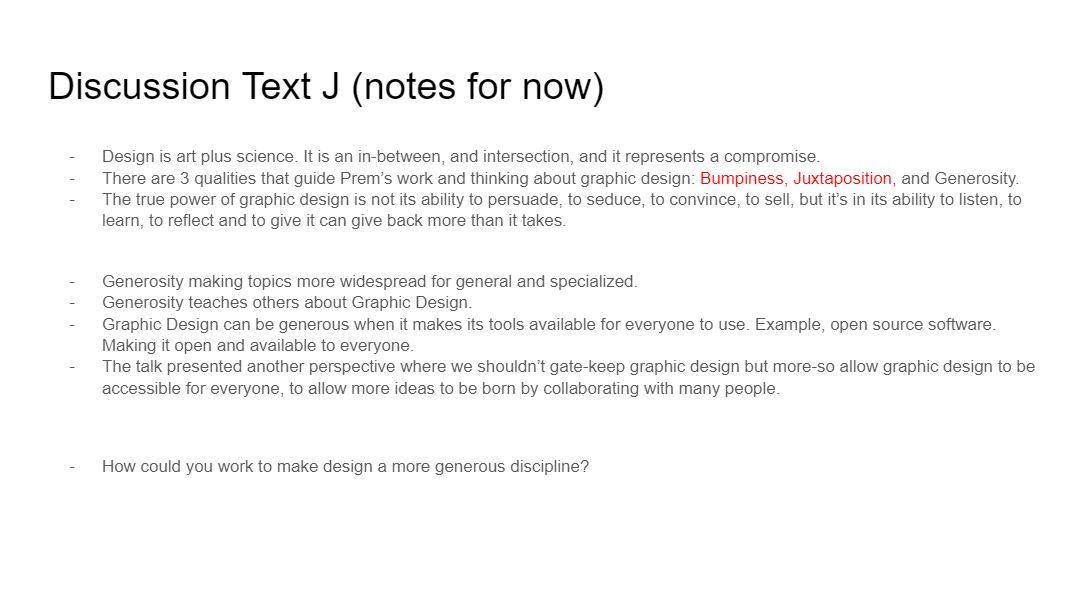 Discussion Text J (notes for now)
- Design is art plus science. It is an in-between, and intersection, and it represents a compromise.
- There are 3 qualities that guide Prem's work and thinking about graphic design: Bumpiness, Juxtaposition, and Generosity.
- The true power of graphic design is not its ability to persuade, to seduce, to convince, to sell, but it's in its ability to listen, to
learn, to reflect and to give it can give back more than it takes.
- Generosity making topics more widespread for general and specialized.
- Generosity teaches others about Graphic Design.
- Graphic Design can be generous when it makes its tools available for everyone to use. Example, open source software.
Making it open and available to everyone.
- The talk presented another perspective where we shouldn't gate-keep graphic design but more-so allow graphic design to be
accessible for everyone, to allow more ideas to be born by collaborating with many people.
- How could you work to make design a more generous discipline?